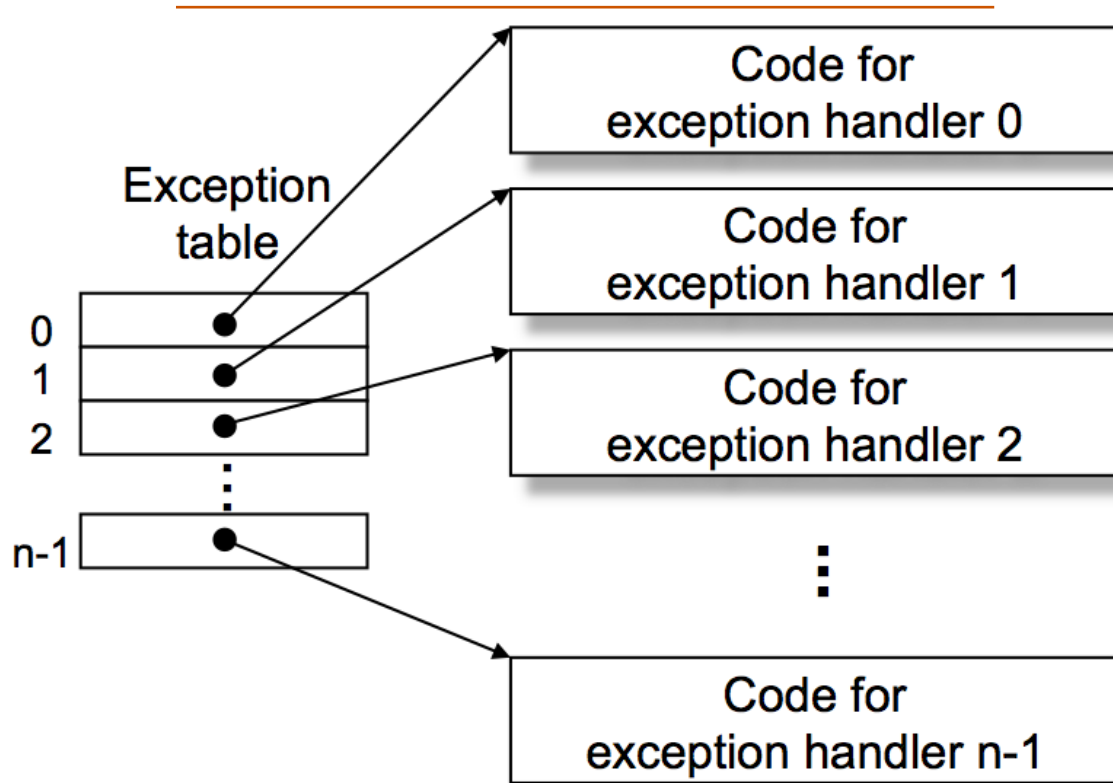 Code for
exception handler 0
Exception
table
Code for
exception handler 1
0
1
2
n-1
Code for
exception handler 2
Code for
exception handler n-1